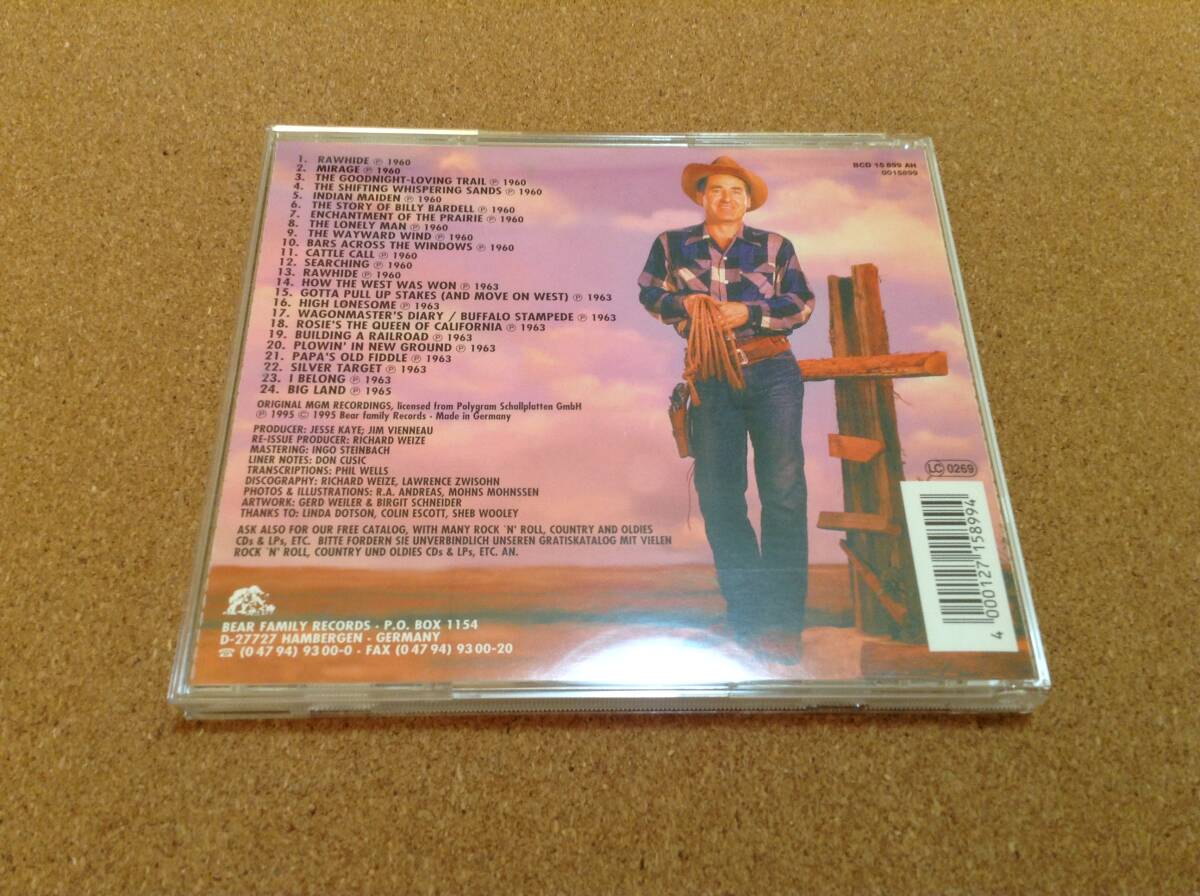 1. RAWHIDE ℗ 1960
2. MIRAGE ℗ 1960
3. THE GOODNIGHT-LOVING TRAIL ℗ 1960
4. THE SHIFTING WHISPERING SANDS ℗ 1960
5. INDIAN MAIDEN ℗ 1960
6. THE STORY OF BILLY BARDELL ℗ 1960
7. ENCHANTMENT OF THE PRAIRIE ℗ 1960
8. THE LONELY MAN ℗ 1960
9. THE WAYWARD WIND ℗ 1960
10. BARS ACROSS THE WINDOWS ℗ 1960
11. CATTLE CALL ℗ 1960
12. SEARCHING ℗ 1960
13. RAWHIDE ℗ 1960
14. HOW THE WEST WAS WON ℗ 1963
15. GOTTA PULL UP STAKES (AND MOVE ON WEST) ℗ 1963
16. HIGH LONESOME ℗ 1963
17. WAGONMASTER'S DIARY / BUFFALO STAMPEDE ℗ 1963
18. ROSIE'S THE QUEEN OF CALIFORNIA ℗ 1963
19. BUILDING A RAILROAD ℗ 1963
20. PLOWIN' IN NEW GROUND ℗ 1963
21. PAPA'S OLD FIDDLE ℗ 1963
22. SILVER TARGET ℗ 1963
23. I BELONG ℗ 1963
24. BIG LAND ℗ 1965
ORIGINAL MGM RECORDINGS, licensed from Polygram Schallplatten GmbH
℗ 1995 © 1995 Bear family Records · Made in Germany
PRODUCER: JESSE KAYE; JIM VIENNEAU
RE-ISSUE PRODUCER: RICHARD WEIZE
MASTERING: INGO STEINBACH
LINER NOTES: DON CUSIC
TRANSCRIPTIONS: PHIL WELLS
DISCOGRAPHY: RICHARD WEIZE, LAWRENCE ZWISOHN
PHOTOS & ILLUSTRATIONS: R.A. ANDREAS, MOHNS MOHNSSEN
ARTWORK: GERD WEILER & BIRGIT SCHNEIDER
THANKS TO: LINDA DOTSON, COLIN ESCOTT, SHEB WOOLEY
ASK ALSO FOR OUR FREE CATALOG, WITH MANY ROCK 'N' ROLL, COUNTRY AND OLDIES
CDs & LPs, ETC. BITTE FORDERN SIE UNVERBINDLICH UNSEREN GRATISKATALOG MIT VIELEN
ROCK 'N' ROLL, COUNTRY UND OLDIES CDs & LPs, ETC. AN.
BEAR FAMILY RECORDS · P.O. BOX 1154
D-27727 HAMBERGEN · GERMANY
☎ (0 47 94) 93 00-0 · FAX (0 47 94) 93 00-20
BCD 15 899 AH
0015899
LC 0269
4 000127 158994